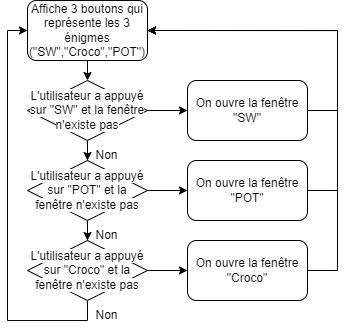 Affiche 3 boutons qui
représente les 3
énigmes
("SW","Croco","POT")
L'utilisateur a appuyé
sur "SW" et la fenêtre
n'existe pas
On ouvre la fenêtre
"SW"
Non
L'utilisateur a appuyé
sur "POT" et la
fenêtre n'existe pas
On ouvre la fenêtre
"POT"
Non
L'utilisateur a appuyé
sur "Croco" et la
fenêtre n'existe pas
On ouvre la fenêtre
"Croco"
Non